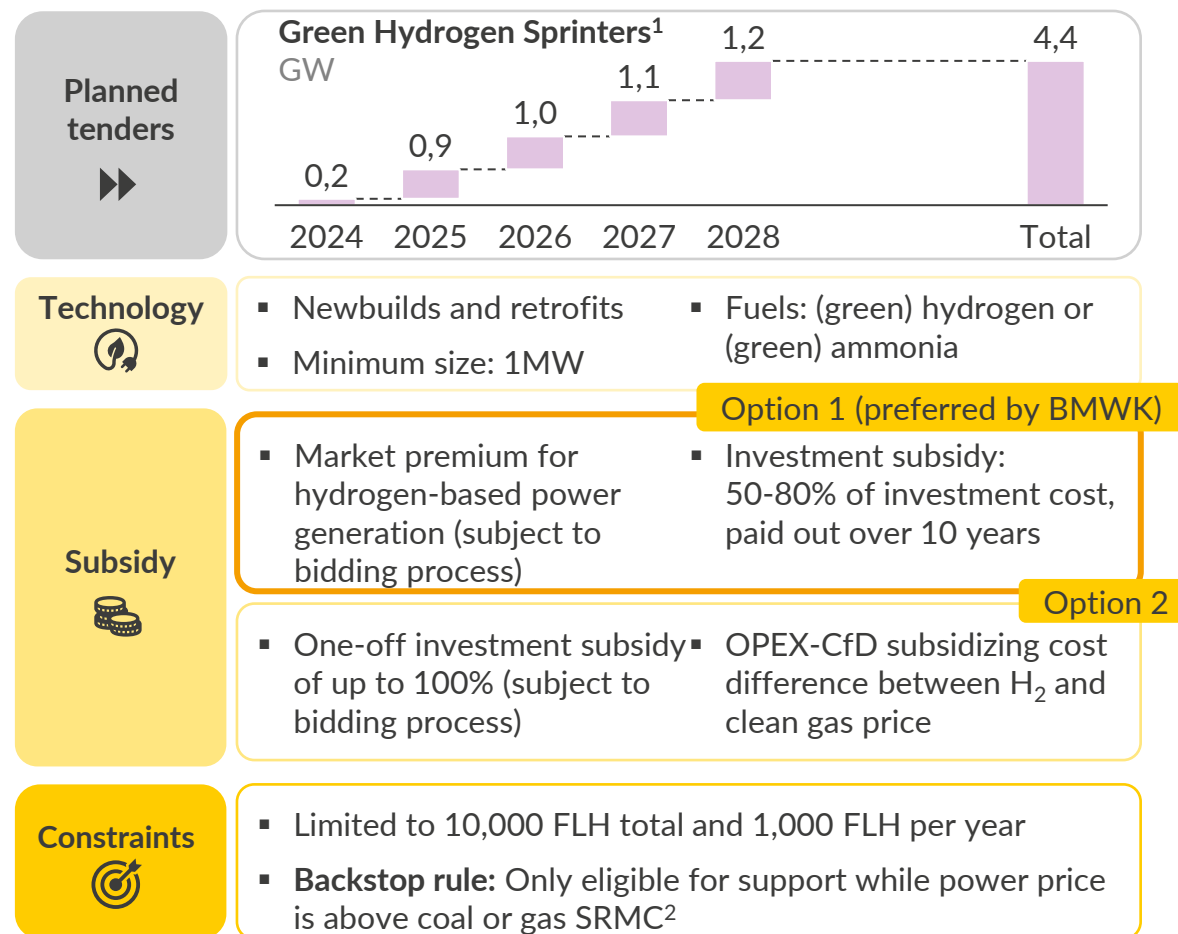 Planned
tenders
Green Hydrogen Sprinters¹
GW
0,2
0,9
1,0
1,1
1,2
4,4
2024
2025
2026
2027
2028
Total
Technology
▪ Newbuilds and retrofits
▪ Minimum size: 1MW
▪ Fuels: (green) hydrogen or
(green) ammonia
Subsidy
Option 1 (preferred by BMWK)
▪ Market premium for
hydrogen-based power
generation (subject to
bidding process)
▪ Investment subsidy:
50-80% of investment cost,
paid out over 10 years
Option 2
▪ One-off investment subsidy
of up to 100% (subject to
bidding process)
▪ OPEX-CfD subsidizing cost
difference between H₂ and
clean gas price
Constraints
▪ Limited to 10,000 FLH total and 1,000 FLH per year
▪ Backstop rule: Only eligible for support while power price
is above coal or gas SRMC²